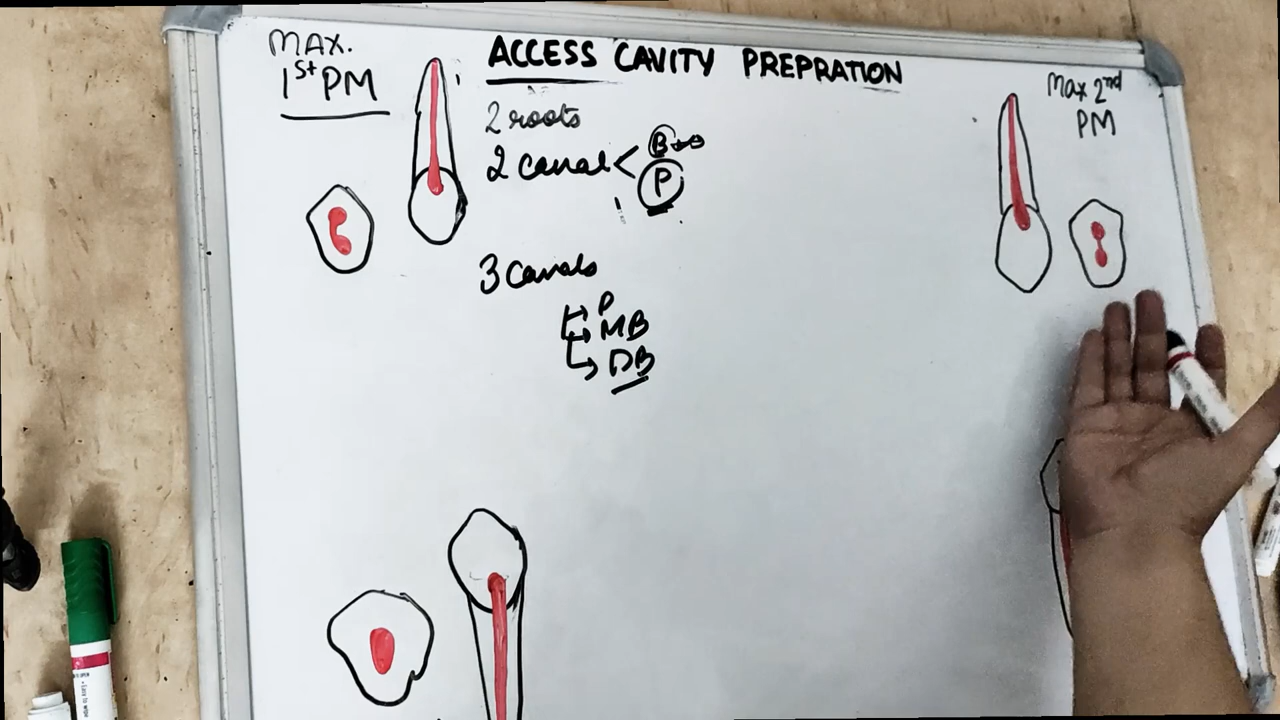 MAX.
1st PM
ACCESS CAVITY PREPRATION
2 roots
2 canal < B
P
3 Canals
→ P
→ MB
→ DB
Max 2nd
PM